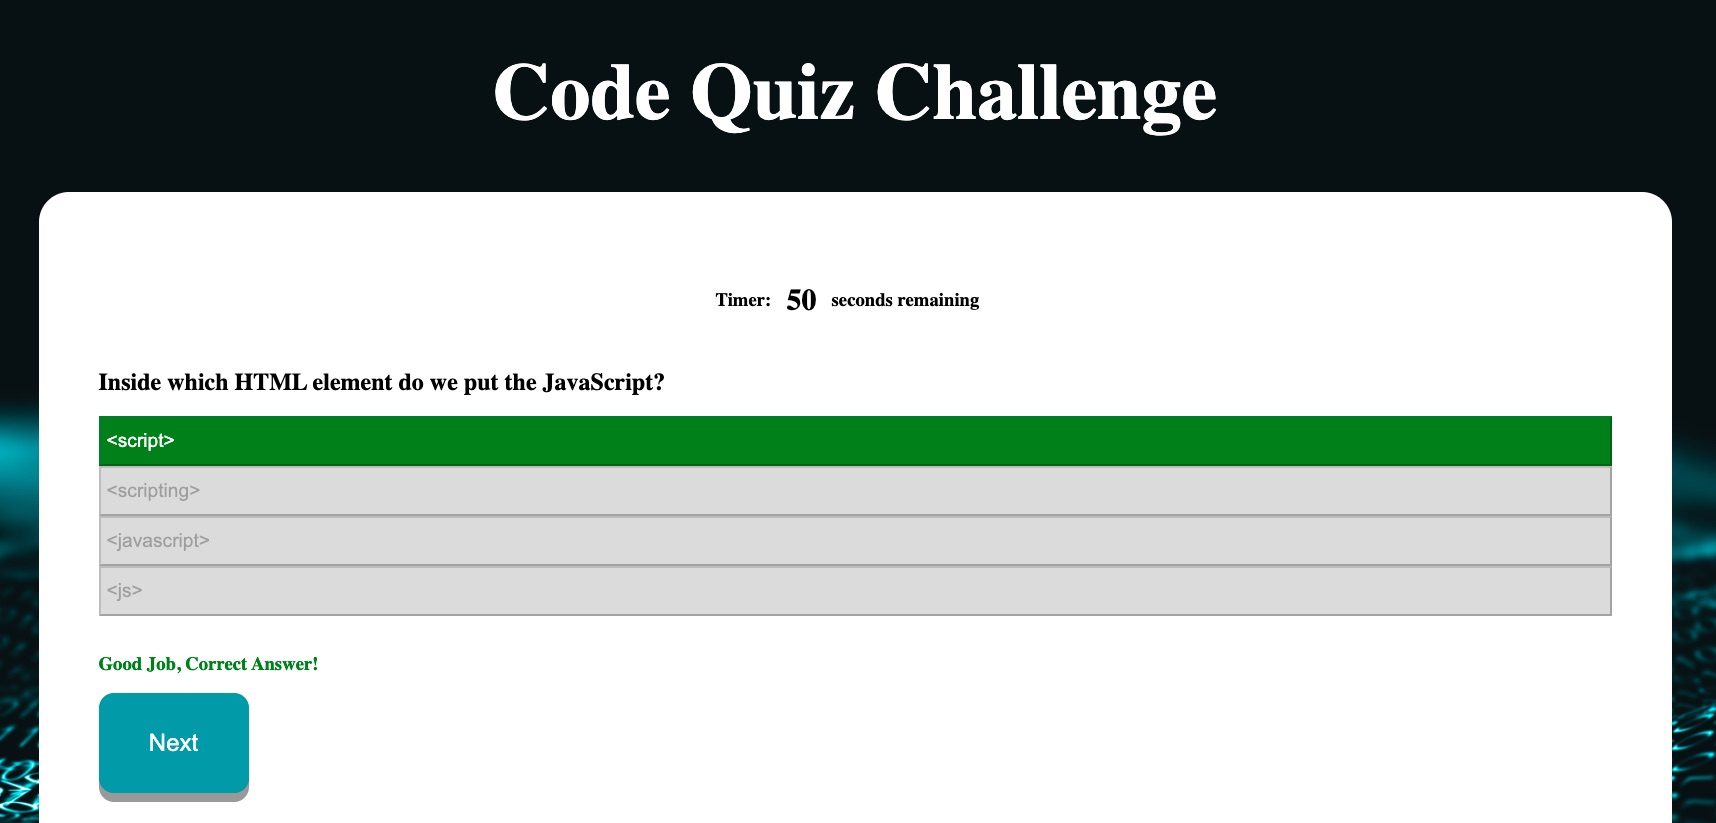 Code Quiz Challenge
Timer: 50 seconds remaining
Inside which HTML element do we put the JavaScript?
<script>
<scripting>
<javascript>
<js>
Good Job, Correct Answer!
Next